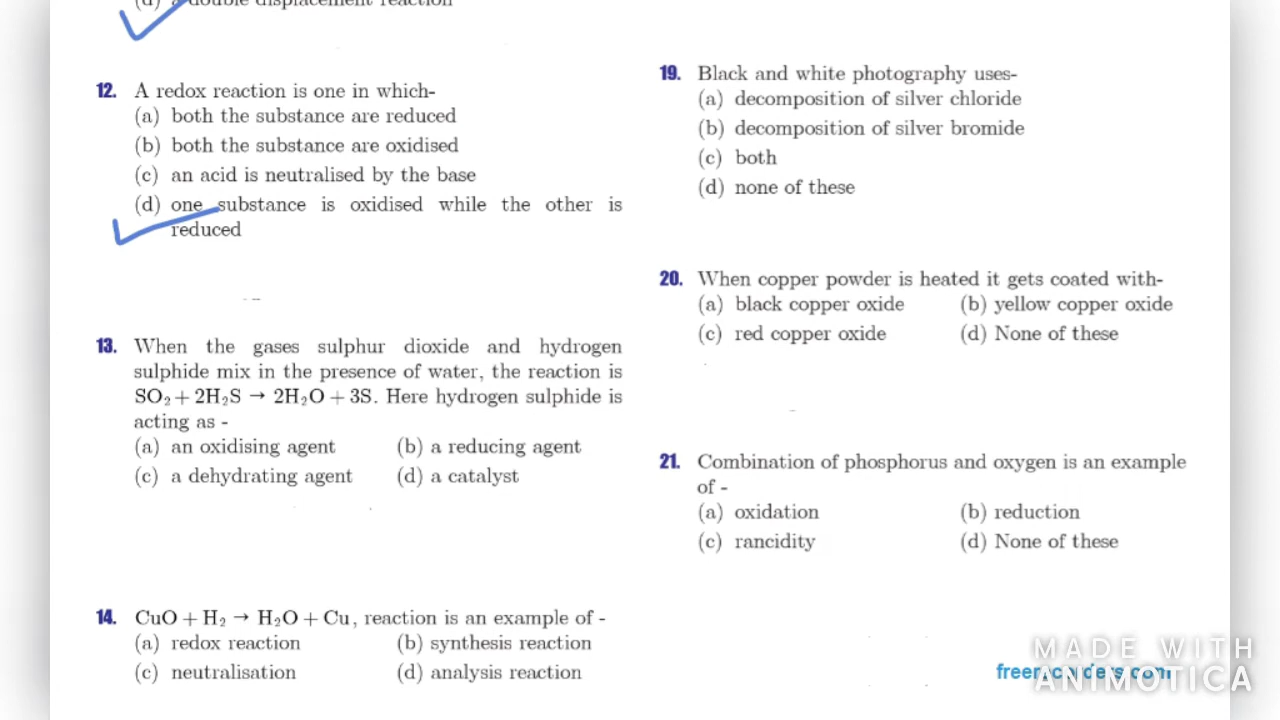 (d) a double displacement reaction
12. A redox reaction is one in which-
(a) both the substance are reduced
(b) both the substance are oxidised
(c) an acid is neutralised by the base
(d) one substance is oxidised while the other is
reduced
13. When the gases sulphur dioxide and hydrogen
sulphide mix in the presence of water, the reaction is
SO₂ + 2H₂S → 2H₂O + 3S. Here hydrogen sulphide is
acting as -
(a) an oxidising agent (b) a reducing agent
(c) a dehydrating agent (d) a catalyst
14. CuO + H₂ → H₂O + Cu, reaction is an example of -
(a) redox reaction (b) synthesis reaction
(c) neutralisation (d) analysis reaction
19. Black and white photography uses-
(a) decomposition of silver chloride
(b) decomposition of silver bromide
(c) both
(d) none of these
20. When copper powder is heated it gets coated with-
(a) black copper oxide (b) yellow copper oxide
(c) red copper oxide (d) None of these
21. Combination of phosphorus and oxygen is an example
of -
(a) oxidation (b) reduction
(c) rancidity (d) None of these
MADE WITH
ANIMOTICA